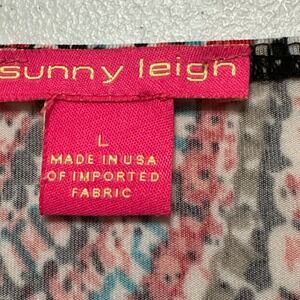 sunny leigh
L
MADE IN USA
OF IMPORTED
FABRIC